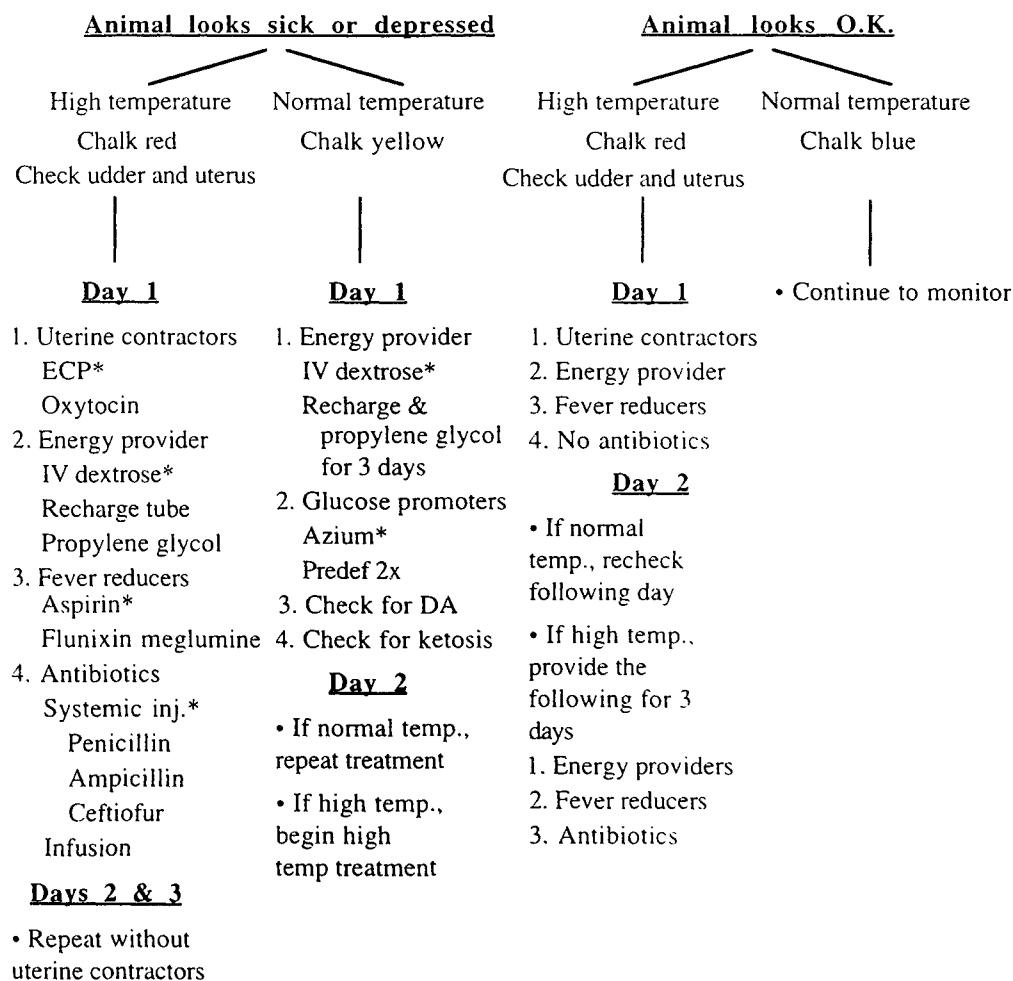 Animal looks sick or depressed
High temperature
Chalk red
Check udder and uterus
Day 1
1. Uterine contractors
ECP*
Oxytocin
2. Energy provider
IV dextrose*
Recharge tube
Propylene glycol
3. Fever reducers
Aspirin*
Flunixin meglumine
4. Antibiotics
Systemic inj.*
Penicillin
Ampicillin
Ceftiofur
Infusion
Days 2 & 3
• Repeat without
uterine contractors
Normal temperature
Chalk yellow
Day 1
1. Energy provider
IV dextrose*
Recharge &
propylene glycol
for 3 days
2. Glucose promoters
Azium*
Predef 2x
3. Check for DA
4. Check for ketosis
Day 2
• If normal temp.,
repeat treatment
• If high temp.,
begin high
temp treatment
Animal looks O.K.
High temperature
Chalk red
Check udder and uterus
Day 1
1. Uterine contractors
2. Energy provider
3. Fever reducers
4. No antibiotics
Day 2
• If normal
temp., recheck
following day
• If high temp.,
provide the
following for 3
days
1. Energy providers
2. Fever reducers
3. Antibiotics
Normal temperature
Chalk blue
• Continue to monitor